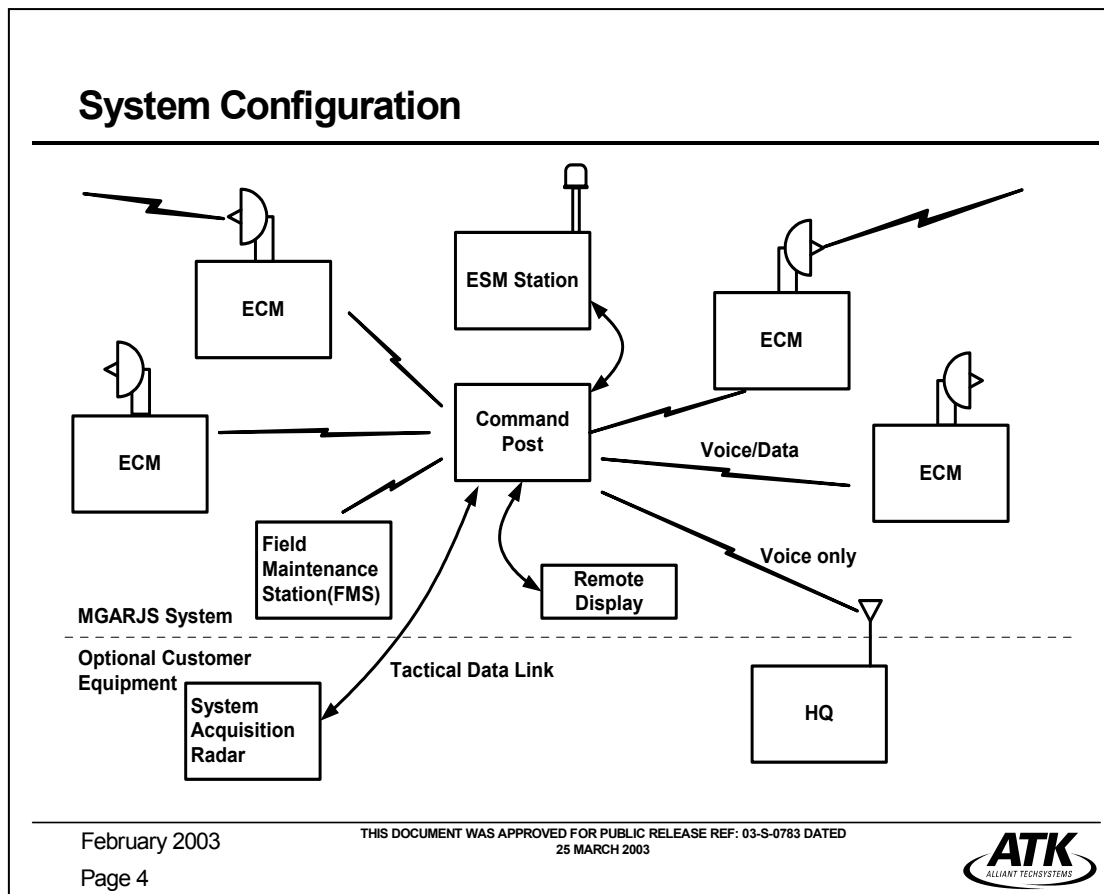 System Configuration
ESM Station
ECM
ECM
ECM
Command
Post
Voice/Data
ECM
Field
Maintenance
Station(FMS)
Voice only
Remote
Display
MGARJS System
Optional Customer
Equipment
Tactical Data Link
System
Acquisition
Radar
HQ
February 2003
Page 4
THIS DOCUMENT WAS APPROVED FOR PUBLIC RELEASE REF: 03-S-0783 DATED
25 MARCH 2003
ATK
ALLIANT TECHSYSTEMS